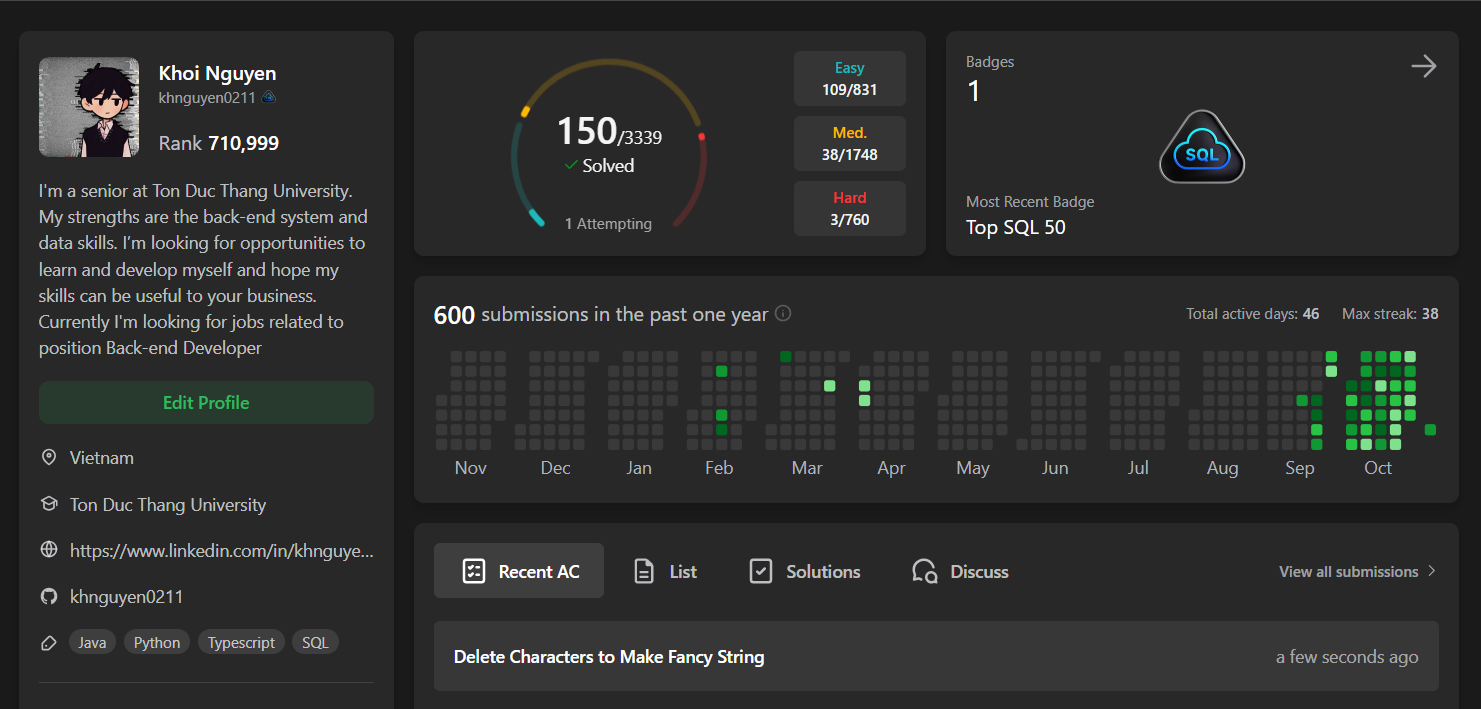 Khoi Nguyen
khnguyen0211
Rank 710,999
I'm a senior at Ton Duc Thang University.
My strengths are the back-end system and
data skills. I'm looking for opportunities to
learn and develop myself and hope my
skills can be useful to your business.
Currently I'm looking for jobs related to
position Back-end Developer
Edit Profile
Vietnam
Ton Duc Thang University
https://www.linkedin.com/in/khnguye...
khnguyen0211
Java Python Typescript SQL
150/3339
Solved
1 Attempting
Easy
109/831
Med.
38/1748
Hard
3/760
Badges
1
SQL
Most Recent Badge
Top SQL 50
600 submissions in the past one year
Total active days: 46 Max streak: 38
Nov Dec Jan Feb Mar Apr May Jun Jul Aug Sep Oct
Recent AC List Solutions Discuss View all submissions
Delete Characters to Make Fancy String a few seconds ago